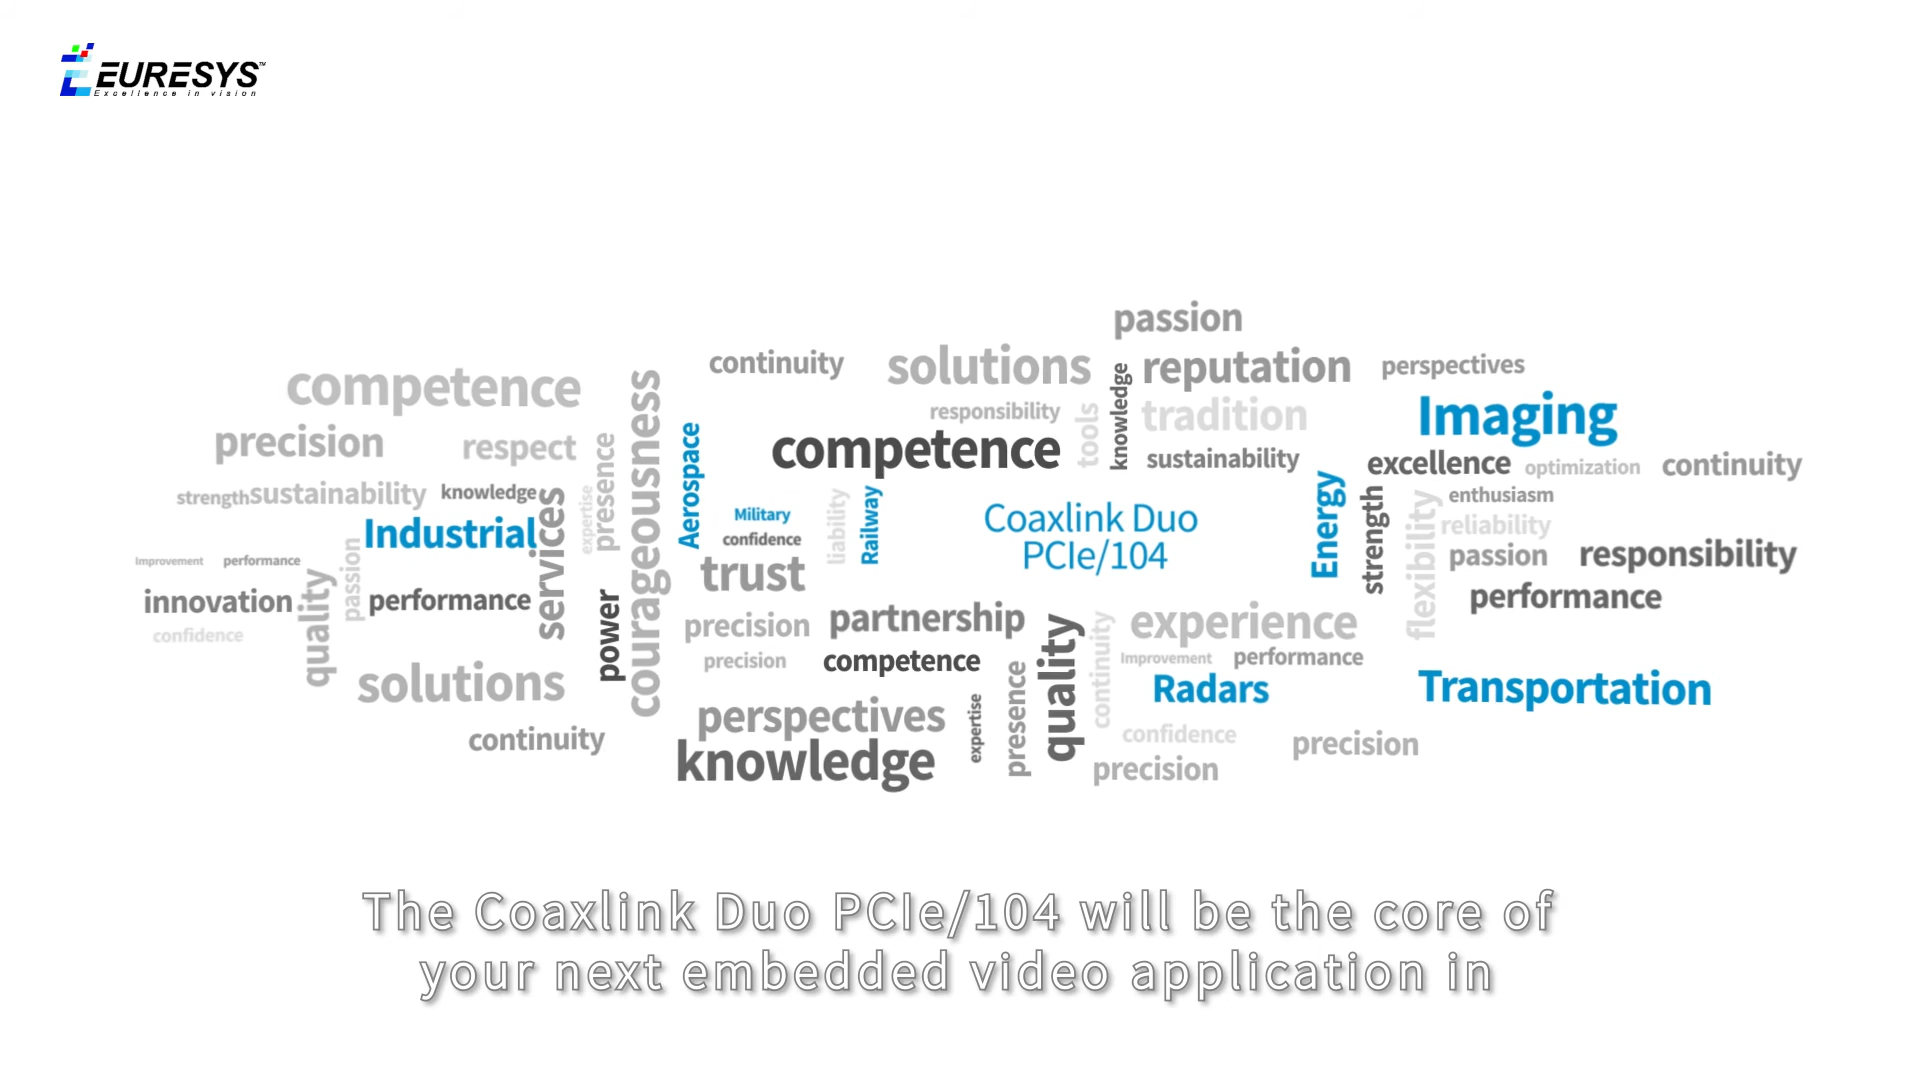 EURESYS™
Excellence in vision
passion
continuity
solutions
knowledge
reputation
perspectives
competence
courageousness
responsibility
tools
tradition
Imaging
precision
respect
presence
Aerospace
competence
sustainability
excellence
optimization
continuity
strength
sustainability
knowledge
services
expertise
Military
liability
Railway
Coaxlink Duo
PCIe/104
Energy
strength
flexibility
enthusiasm
reliability
Industrial
confidence
passion
responsibility
Improvement
performance
passion
trust
innovation
quality
performance
power
performance
confidence
precision
partnership
quality
continuity
experience
solutions
precision
competence
presence
Improvement
performance
Radars
Transportation
continuity
perspectives
expertise
confidence
precision
knowledge
precision
The Coaxlink Duo PCIe/104 will be the core of
your next embedded video application in